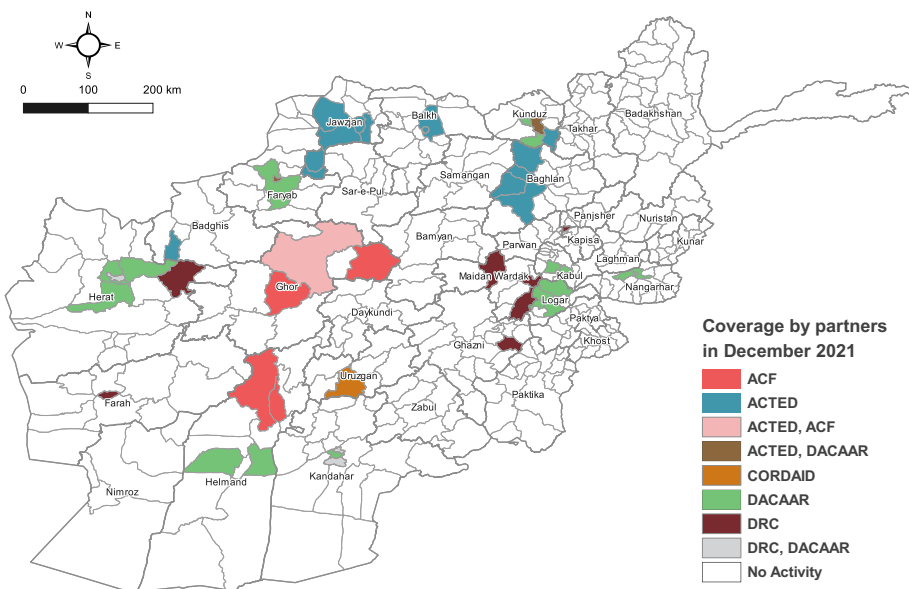 N
W E
S
0 100 200 km
Jawzjan
Balkh
Kunduz
Takhar
Badakhshan
Faryab
Sar-e-Pul
Samangan
Baghlan
Badghis
Bamyan
Parwan
Panjsher
Kapisa
Nuristan
Kunar
Laghman
Herat
Ghor
Maidan Wardak
Kabul
Nangarhar
Logar
Daykundi
Paktya
Khost
Ghazni
Uruzgan
Farah
Zabul
Paktika
Helmand
Kandahar
Nimroz
Coverage by partners
in December 2021
ACF
ACTED
ACTED, ACF
ACTED, DACAAR
CORDAID
DACAAR
DRC
DRC, DACAAR
No Activity